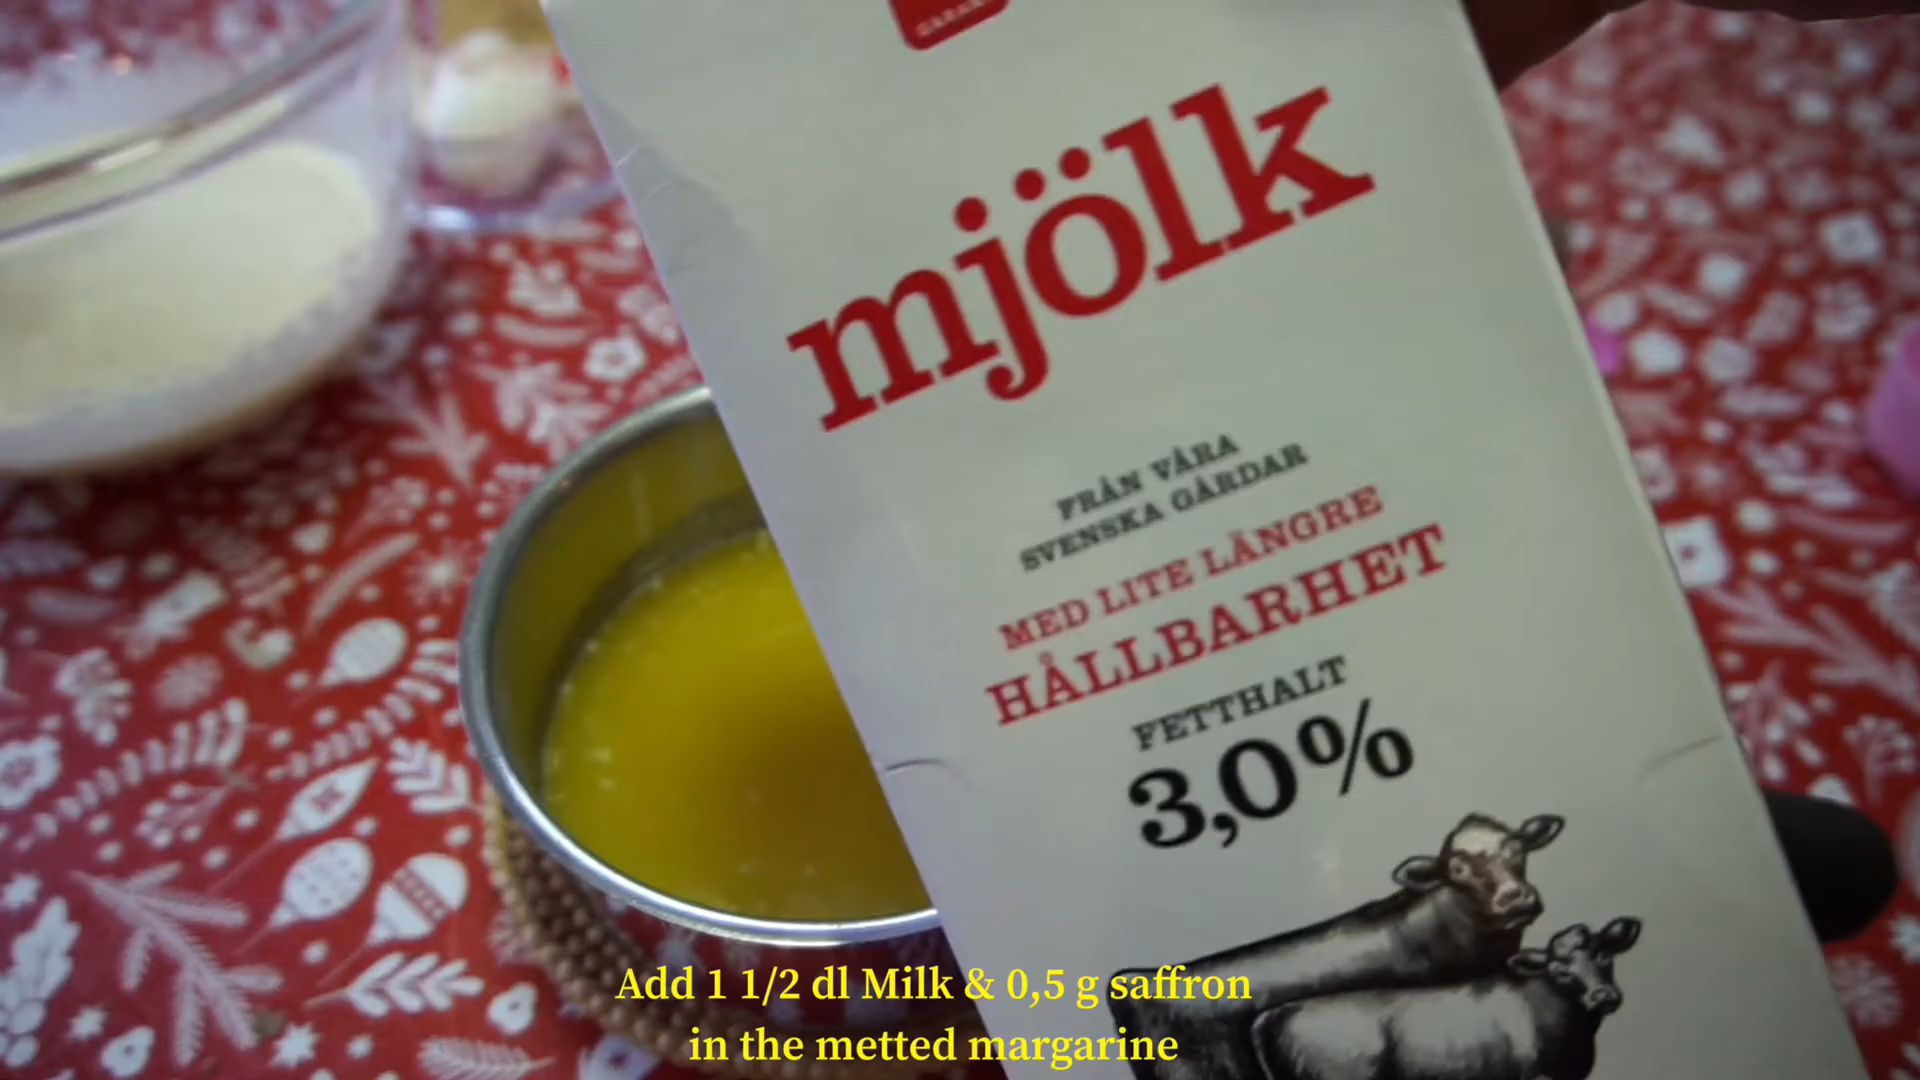 mjölk
FRÅN VÅRA
SVENSKA GÅRDAR
MED LITE LÄNGRE
HÅLLBARHET
FETTHALT
3,0%
Add 1 1/2 dl Milk & 0,5 g saffron
in the metted margarine